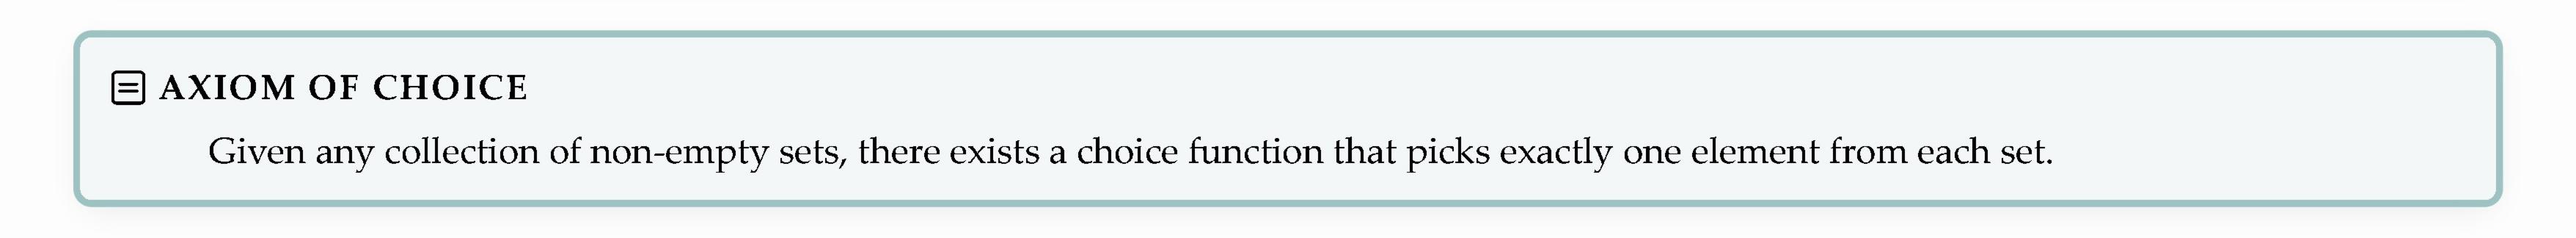 AXIOM OF CHOICE
Given any collection of non-empty sets, there exists a choice function that picks exactly one element from each set.